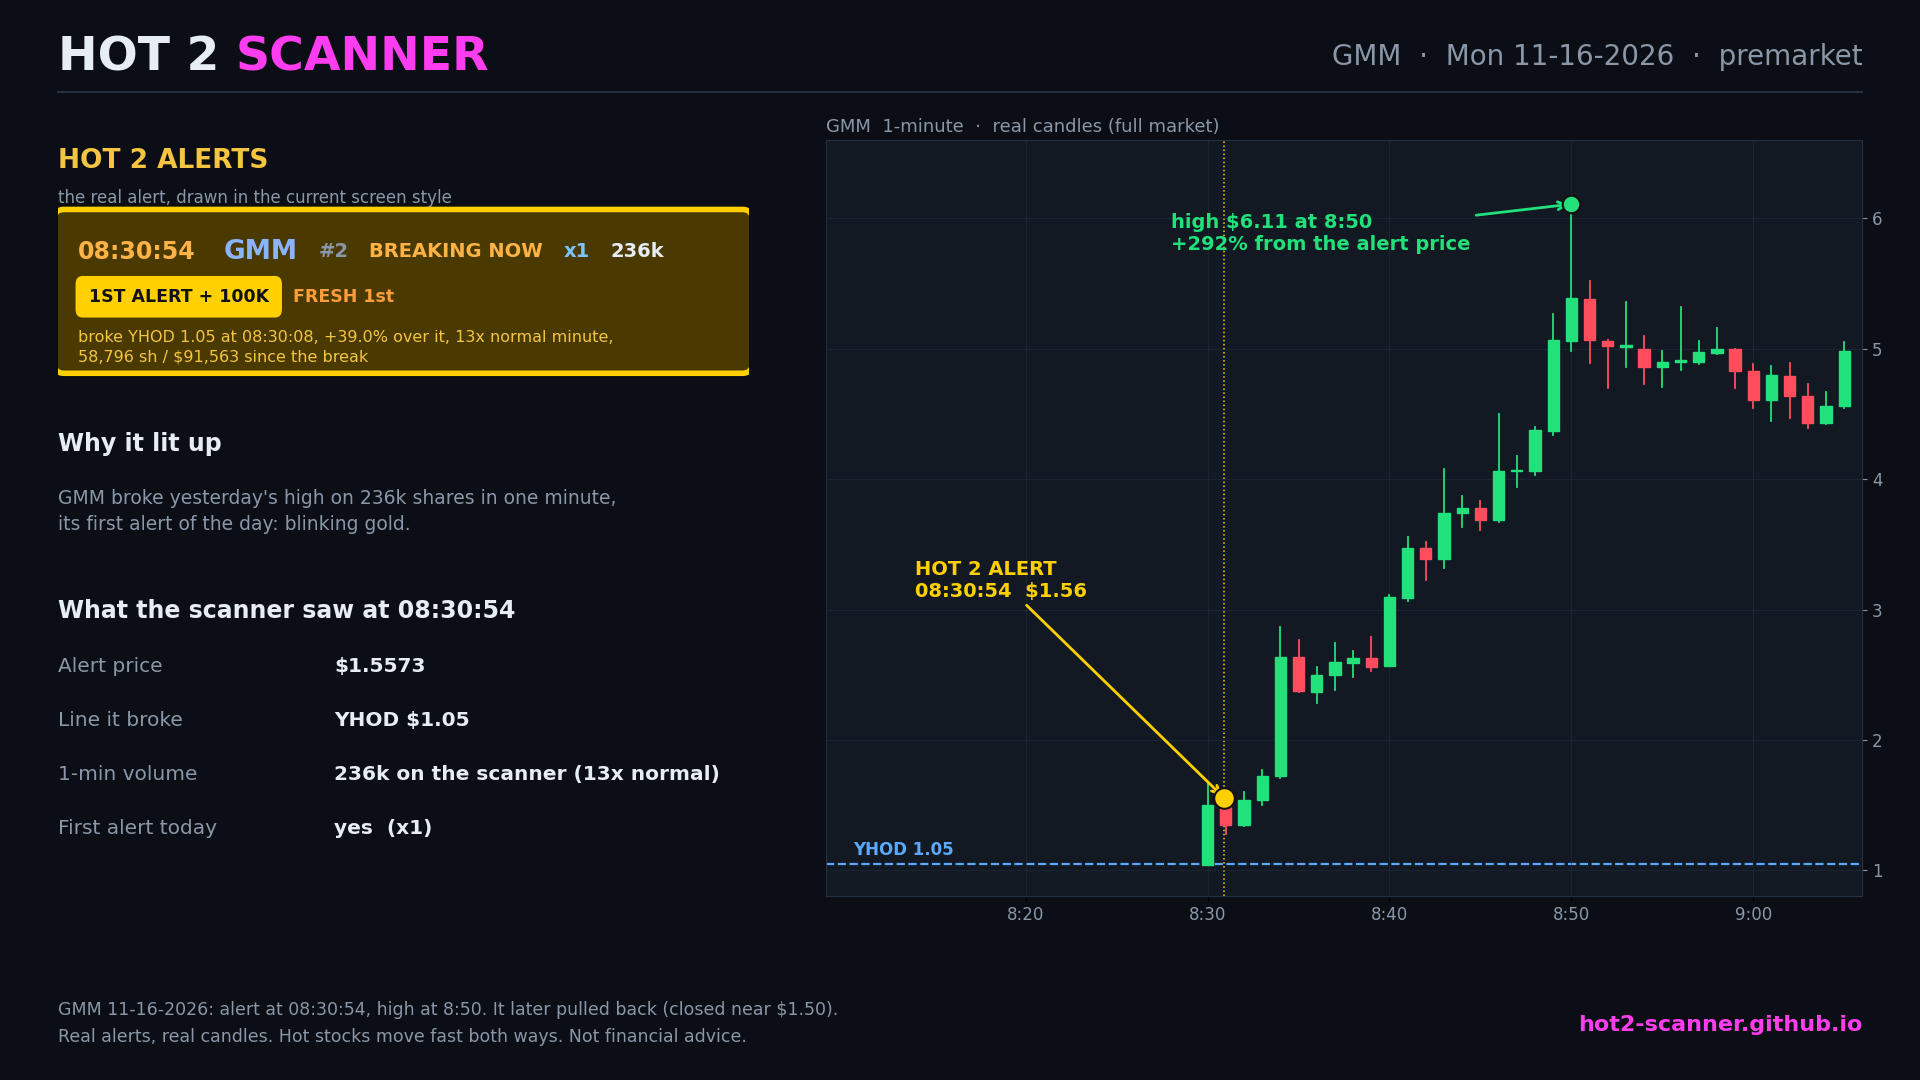 HOT 2 SCANNER
GMM · Mon 11-16-2026 · premarket
HOT 2 ALERTS
the real alert, drawn in the current screen style
08:30:54 GMM #2 BREAKING NOW x1 236k
1ST ALERT + 100K FRESH 1st
broke YHOD 1.05 at 08:30:08, +39.0% over it, 13x normal minute,
58,796 sh / $91,563 since the break
Why it lit up
GMM broke yesterday's high on 236k shares in one minute,
its first alert of the day: blinking gold.
What the scanner saw at 08:30:54
Alert price $1.5573
Line it broke YHOD $1.05
1-min volume 236k on the scanner (13x normal)
First alert today yes (x1)
GMM 1-minute · real candles (full market)
high $6.11 at 8:50
+292% from the alert price
HOT 2 ALERT
08:30:54 $1.56
YHOD 1.05
6
5
4
3
2
1
8:20 8:30 8:40 8:50 9:00
GMM 11-16-2026: alert at 08:30:54, high at 8:50. It later pulled back (closed near $1.50).
Real alerts, real candles. Hot stocks move fast both ways. Not financial advice.
hot2-scanner.github.io